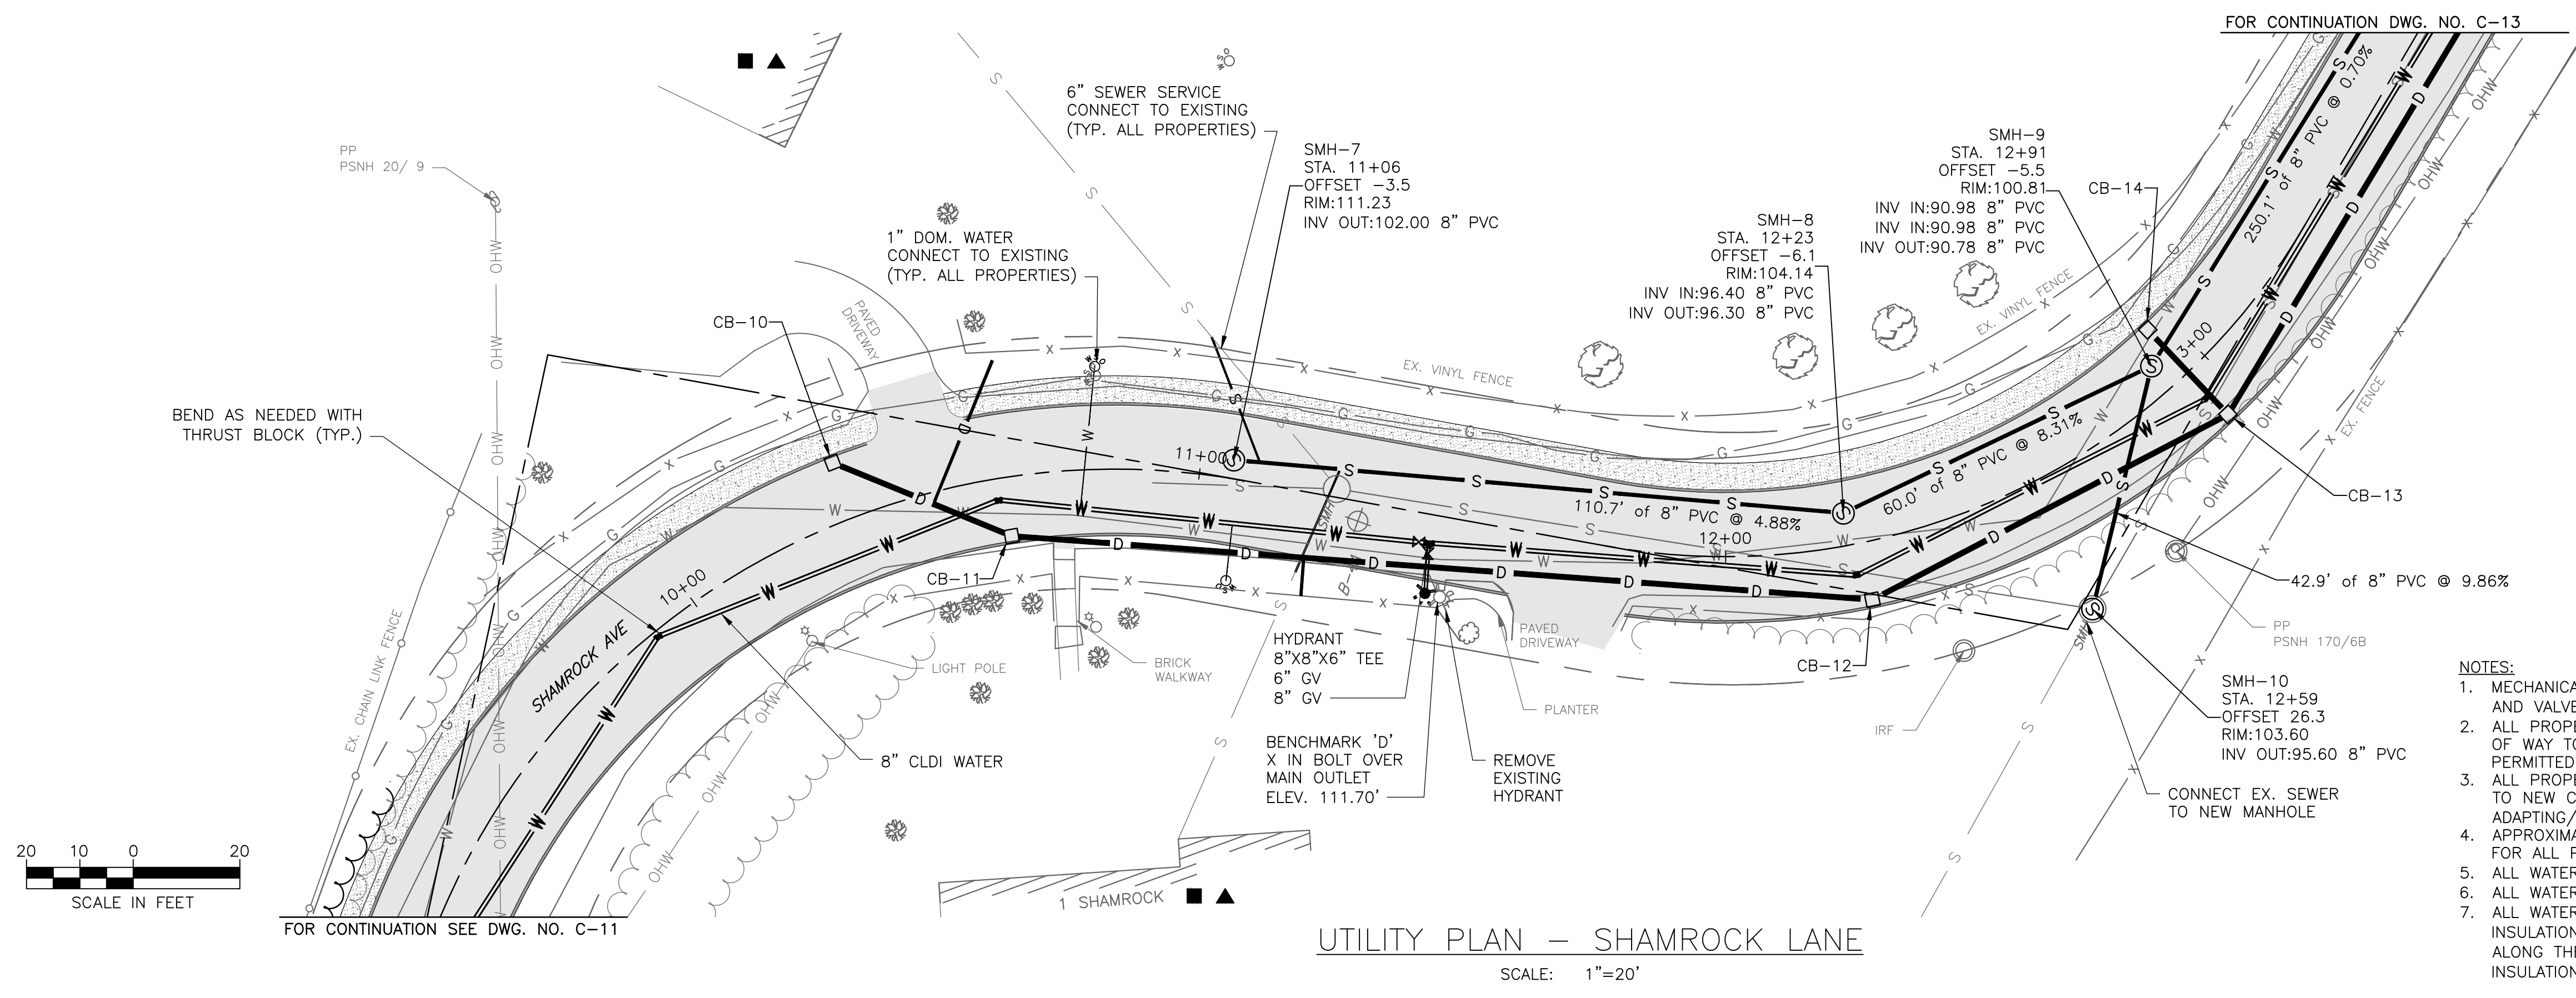 FOR CONTINUATION DWG. NO. C-13
PP
PSNH 20/ 9
6" SEWER SERVICE
CONNECT TO EXISTING
(TYP. ALL PROPERTIES)
SMH-7
STA. 11+06
OFFSET -3.5
RIM:111.23
INV OUT:102.00 8" PVC
1" DOM. WATER
CONNECT TO EXISTING
(TYP. ALL PROPERTIES)
SMH-8
STA. 12+23
OFFSET -6.1
RIM:104.14
INV IN:96.40 8" PVC
INV OUT:96.30 8" PVC
SMH-9
STA. 12+91
OFFSET -5.5
RIM:100.81
INV IN:90.98 8" PVC
INV IN:90.98 8" PVC
INV OUT:90.78 8" PVC
CB-14
250.1' of 8" PVC @ 0.70%
CB-10
PAVED
DRIVEWAY
EX. VINYL FENCE
EX. VINYL FENCE
3+00
EX. FENCE
BEND AS NEEDED WITH
THRUST BLOCK (TYP.)
11+00
110.7' of 8" PVC @ 4.88%
12+00
60.0' of 8" PVC @ 8.31%
CB-13
42.9' of 8" PVC @ 9.86%
10+00
CB-11
SHAMROCK AVE
EX. CHAIN LINK FENCE
LIGHT POLE
BRICK
WALKWAY
HYDRANT
8"X8"X6" TEE
6" GV
8" GV
PAVED
DRIVEWAY
PLANTER
CB-12
IRF
PP
PSNH 170/6B
SMH-10
STA. 12+59
OFFSET 26.3
RIM:103.60
INV OUT:95.60 8" PVC
CONNECT EX. SEWER
TO NEW MANHOLE
8" CLDI WATER
BENCHMARK 'D'
X IN BOLT OVER
MAIN OUTLET
ELEV. 111.70'
REMOVE
EXISTING
HYDRANT
1 SHAMROCK
20 10 0 20
SCALE IN FEET
FOR CONTINUATION SEE DWG. NO. C-11
UTILITY PLAN - SHAMROCK LANE
SCALE: 1"=20'
NOTES:
1. MECHANICA
AND VALVE
2. ALL PROPE
OF WAY TO
PERMITTED
3. ALL PROPE
TO NEW C
ADAPTING/
4. APPROXIMA
FOR ALL P
5. ALL WATER
6. ALL WATER
7. ALL WATER
INSULATION
ALONG THE
INSULATION